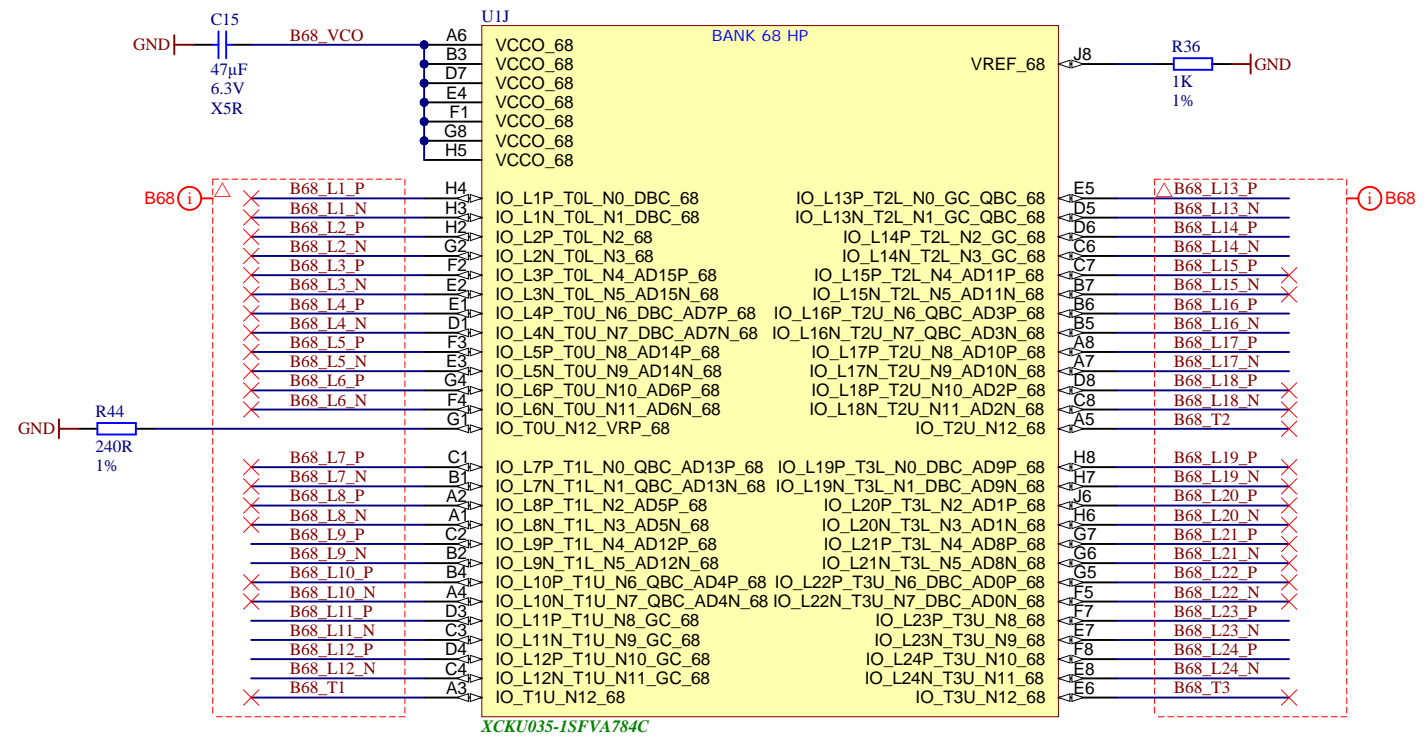 U1J
BANK 68 HP
C15
GND
47µF
6.3V
X5R
B68_VCO
A6 VCCO_68
B3 VCCO_68
D7 VCCO_68
E4 VCCO_68
F1 VCCO_68
G8 VCCO_68
H5 VCCO_68
VREF_68 J8
R36
1K
1%
GND
B68 i
B68_L1_P H4 IO_L1P_T0L_N0_DBC_68
B68_L1_N H3 IO_L1N_T0L_N1_DBC_68
B68_L2_P H2 IO_L2P_T0L_N2_68
B68_L2_N G2 IO_L2N_T0L_N3_68
B68_L3_P F2 IO_L3P_T0L_N4_AD15P_68
B68_L3_N E2 IO_L3N_T0L_N5_AD15N_68
B68_L4_P E1 IO_L4P_T0U_N6_DBC_AD7P_68
B68_L4_N D1 IO_L4N_T0U_N7_DBC_AD7N_68
B68_L5_P F3 IO_L5P_T0U_N8_AD14P_68
B68_L5_N E3 IO_L5N_T0U_N9_AD14N_68
B68_L6_P G4 IO_L6P_T0U_N10_AD6P_68
B68_L6_N F4 IO_L6N_T0U_N11_AD6N_68
GND
R44
240R
1%
G1 IO_T0U_N12_VRP_68
B68_L7_P C1 IO_L7P_T1L_N0_QBC_AD13P_68
B68_L7_N B1 IO_L7N_T1L_N1_QBC_AD13N_68
B68_L8_P A2 IO_L8P_T1L_N2_AD5P_68
B68_L8_N A1 IO_L8N_T1L_N3_AD5N_68
B68_L9_P C2 IO_L9P_T1L_N4_AD12P_68
B68_L9_N B2 IO_L9N_T1L_N5_AD12N_68
B68_L10_P B4 IO_L10P_T1U_N6_QBC_AD4P_68
B68_L10_N A4 IO_L10N_T1U_N7_QBC_AD4N_68
B68_L11_P D3 IO_L11P_T1U_N8_GC_68
B68_L11_N C3 IO_L11N_T1U_N9_GC_68
B68_L12_P D4 IO_L12P_T1U_N10_GC_68
B68_L12_N C4 IO_L12N_T1U_N11_GC_68
B68_T1 A3 IO_T1U_N12_68
IO_L13P_T2L_N0_GC_QBC_68 E5 B68_L13_P
IO_L13N_T2L_N1_GC_QBC_68 D5 B68_L13_N
IO_L14P_T2L_N2_GC_68 D6 B68_L14_P
IO_L14N_T2L_N3_GC_68 C6 B68_L14_N
IO_L15P_T2L_N4_AD11P_68 C7 B68_L15_P
IO_L15N_T2L_N5_AD11N_68 B7 B68_L15_N
IO_L16P_T2U_N6_QBC_AD3P_68 B6 B68_L16_P
IO_L16N_T2U_N7_QBC_AD3N_68 B5 B68_L16_N
IO_L17P_T2U_N8_AD10P_68 A8 B68_L17_P
IO_L17N_T2U_N9_AD10N_68 A7 B68_L17_N
IO_L18P_T2U_N10_AD2P_68 D8 B68_L18_P
IO_L18N_T2U_N11_AD2N_68 C8 B68_L18_N
IO_T2U_N12_68 A5 B68_T2
IO_L19P_T3L_N0_DBC_AD9P_68 H8 B68_L19_P
IO_L19N_T3L_N1_DBC_AD9N_68 H7 B68_L19_N
IO_L20P_T3L_N2_AD1P_68 J6 B68_L20_P
IO_L20N_T3L_N3_AD1N_68 H6 B68_L20_N
IO_L21P_T3L_N4_AD8P_68 G7 B68_L21_P
IO_L21N_T3L_N5_AD8N_68 G6 B68_L21_N
IO_L22P_T3U_N6_DBC_AD0P_68 G5 B68_L22_P
IO_L22N_T3U_N7_DBC_AD0N_68 F5 B68_L22_N
IO_L23P_T3U_N8_68 F7 B68_L23_P
IO_L23N_T3U_N9_68 E7 B68_L23_N
IO_L24P_T3U_N10_68 F8 B68_L24_P
IO_L24N_T3U_N11_68 E8 B68_L24_N
IO_T3U_N12_68 E6 B68_T3
i B68
XCKU035-1SFVA784C